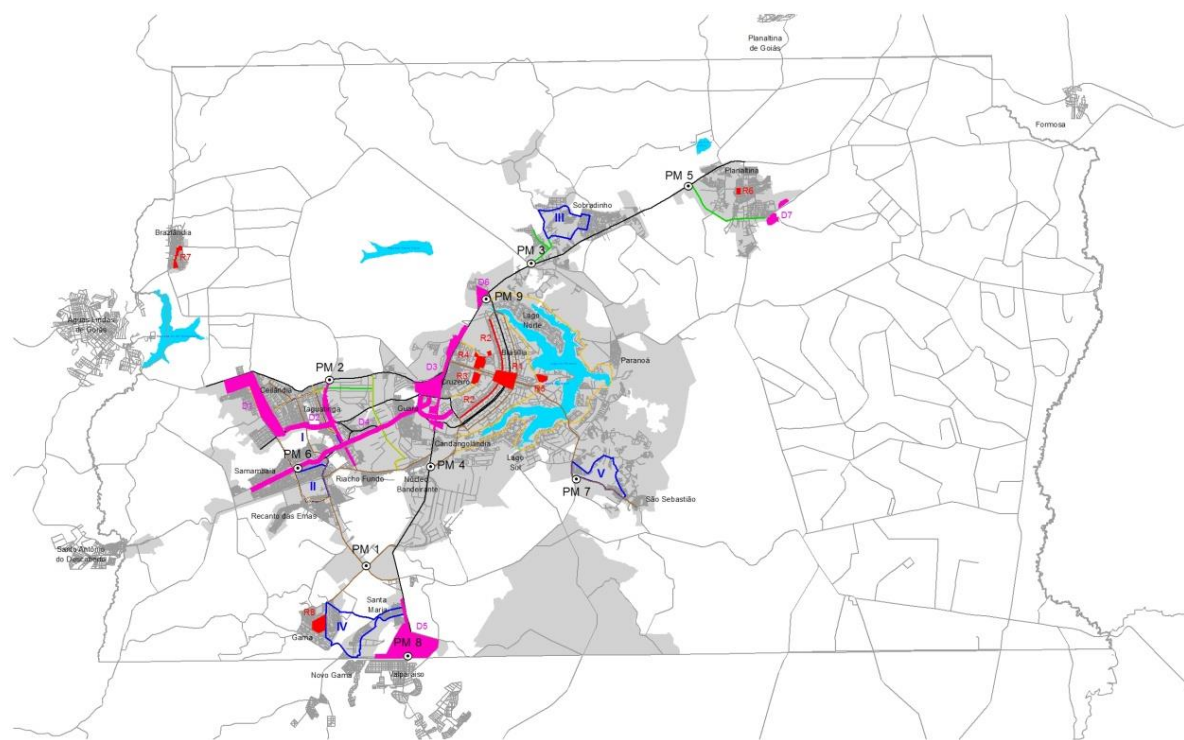 Planaltina
de Goiás
Formosa
PM 5
Planaltina
R6
D7
Sobradinho
III
PM 3
Brazlândia
R7
D6
PM 9
Lago
Norte
Águas Lindas
de Goiás
R2
Brasília
R4
R1
Paranoá
D3
R3
Cruzeiro
PM 2
Ceilândia
R2
D1
Taguatinga
Guará
D2
D4
I
Candangolândia
Lago
Sul
PM 6
PM 4
Samambaia
Riacho Fundo
Núcleo
Bandeirante
V
PM 7
II
São Sebastião
Recanto das Emas
Santo Antônio
do Descoberto
PM 1
Santa
Maria
R8
IV
D5
Gama
PM 8
Novo Gama
Valparaíso